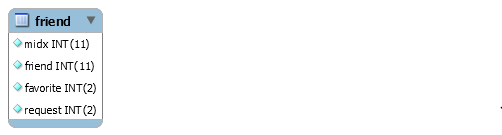 friend
midx INT(11)
friend INT(11)
favorite INT(2)
request INT(2)